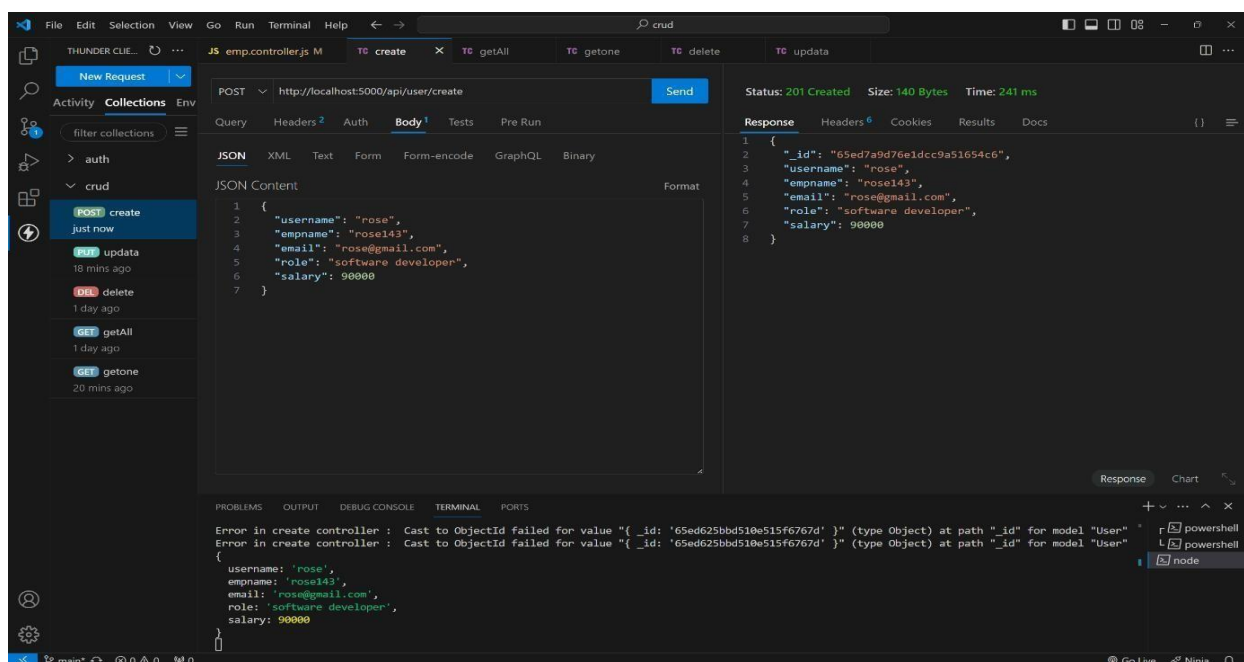 File Edit Selection View Go Run Terminal Help ← → crud
THUNDER CLIE... ···
JS emp.controller.js M TC create × TC getAll TC getone TC delete TC updata ···
New Request
Activity Collections Env
filter collections
> auth
crud
POST create
just now
PUT updata
18 mins ago
DEL delete
1 day ago
GET getAll
1 day ago
GET getone
20 mins ago
POST http://localhost:5000/api/user/create Send
Query Headers 2 Auth Body 1 Tests Pre Run
JSON XML Text Form Form-encode GraphQL Binary
JSON Content Format
1 {
2 "username": "rose",
3 "empname": "rose143",
4 "email": "rose@gmail.com",
5 "role": "software developer",
6 "salary": 90000
7 }
Status: 201 Created Size: 140 Bytes Time: 241 ms
Response Headers 6 Cookies Results Docs {}
1 {
2 "_id": "65ed7a9d76e1dcc9a51654c6",
3 "username": "rose",
4 "empname": "rose143",
5 "email": "rose@gmail.com",
6 "role": "software developer",
7 "salary": 90000
8 }
Response Chart
PROBLEMS OUTPUT DEBUG CONSOLE TERMINAL PORTS
Error in create controller : Cast to ObjectId failed for value "{ _id: '65ed625bbd510e515f6767d' }" (type Object) at path "_id" for model "User"
Error in create controller : Cast to ObjectId failed for value "{ _id: '65ed625bbd510e515f6767d' }" (type Object) at path "_id" for model "User"
{
username: 'rose',
empname: 'rose143',
email: 'rose@gmail.com',
role: 'software developer',
salary: 90000
}
powershell
powershell
node
main* 0 0 0 0 Go Live Ninja